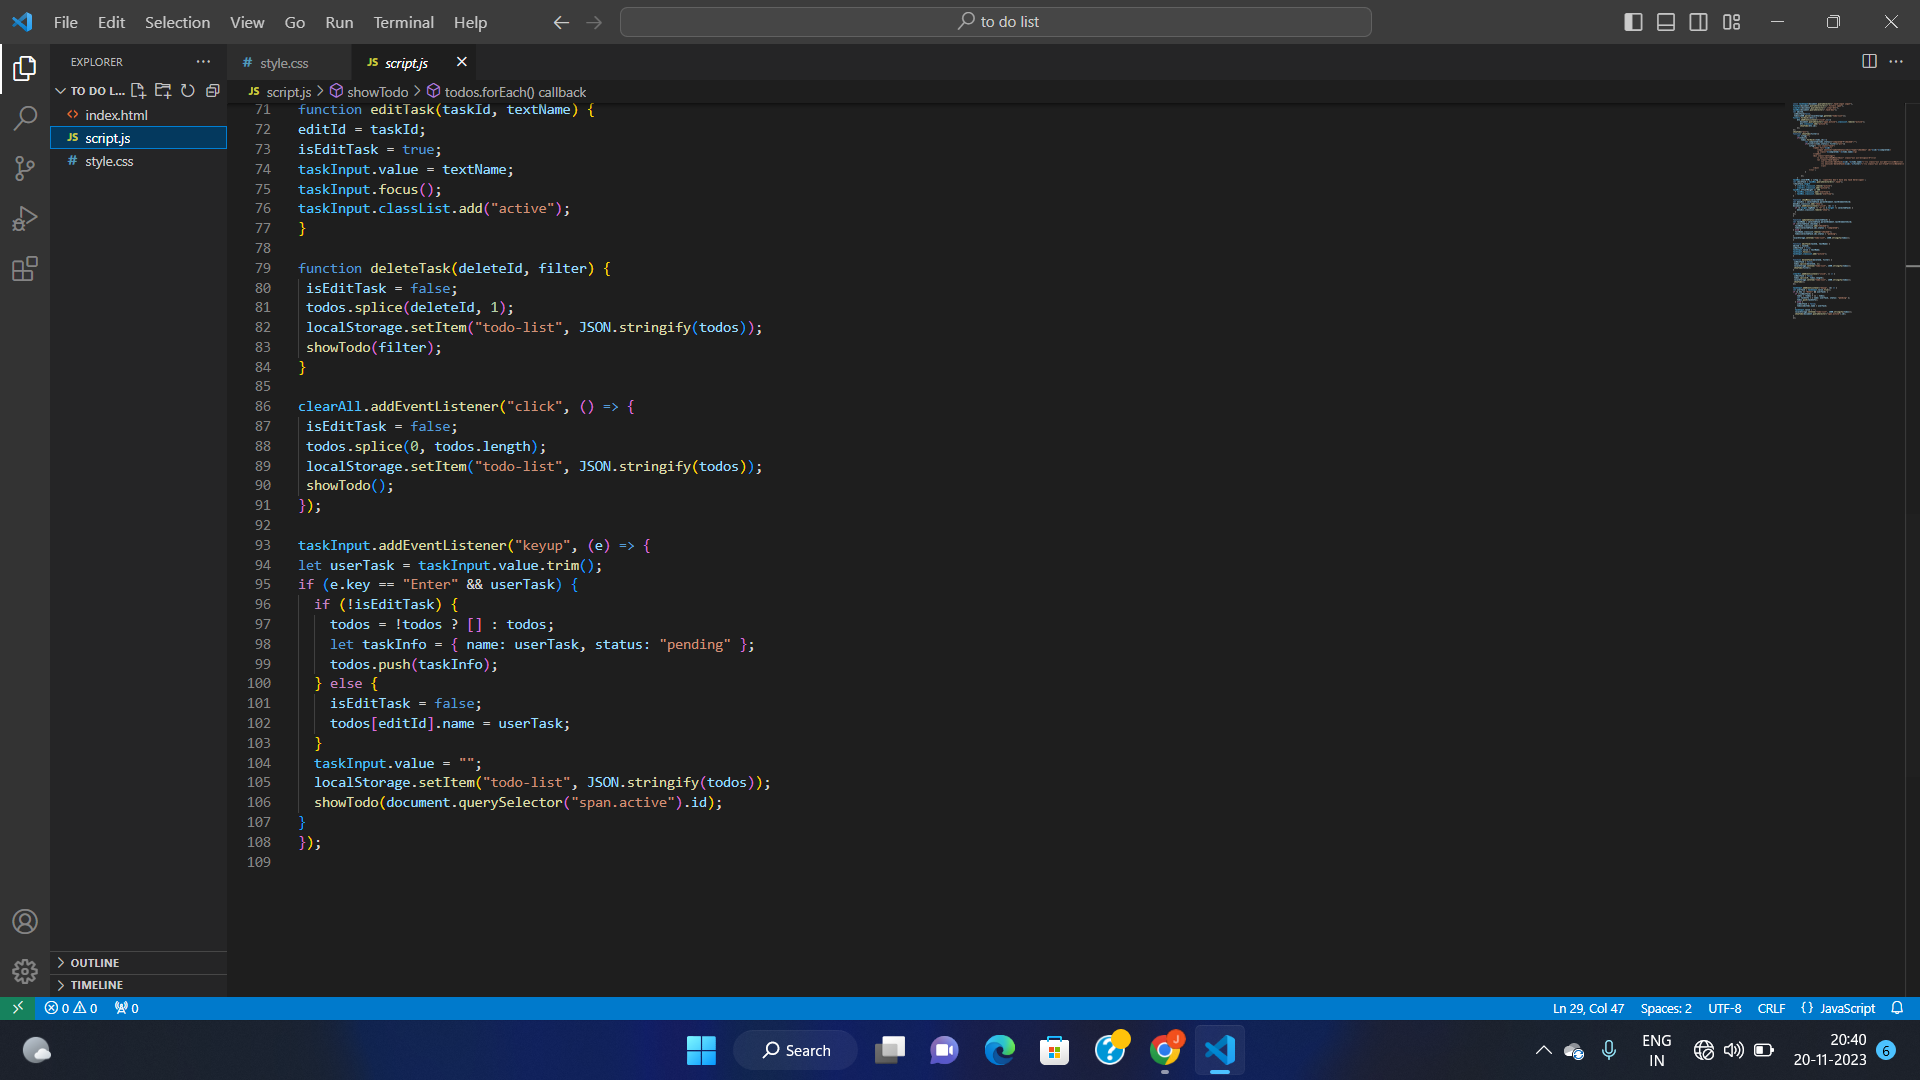 File Edit Selection View Go Run Terminal Help
to do list
EXPLORER
style.css
script.js
TO DO L...
script.js > showTodo > todos.forEach() callback
index.html
script.js
style.css
71 function editTask(taskId, textName) {
72 editId = taskId;
73 isEditTask = true;
74 taskInput.value = textName;
75 taskInput.focus();
76 taskInput.classList.add("active");
77 }
78
79 function deleteTask(deleteId, filter) {
80 isEditTask = false;
81 todos.splice(deleteId, 1);
82 localStorage.setItem("todo-list", JSON.stringify(todos));
83 showTodo(filter);
84 }
85
86 clearAll.addEventListener("click", () => {
87 isEditTask = false;
88 todos.splice(0, todos.length);
89 localStorage.setItem("todo-list", JSON.stringify(todos));
90 showTodo();
91 });
92
93 taskInput.addEventListener("keyup", (e) => {
94 let userTask = taskInput.value.trim();
95 if (e.key == "Enter" && userTask) {
96 if (!isEditTask) {
97 todos = !todos ? [] : todos;
98 let taskInfo = { name: userTask, status: "pending" };
99 todos.push(taskInfo);
100 } else {
101 isEditTask = false;
102 todos[editId].name = userTask;
103 }
104 taskInput.value = "";
105 localStorage.setItem("todo-list", JSON.stringify(todos));
106 showTodo(document.querySelector("span.active").id);
107 }
108 });
109
OUTLINE
TIMELINE
0 0 0
Ln 29, Col 47 Spaces: 2 UTF-8 CRLF {} JavaScript
Search
J
ENG
IN
20:40
20-11-2023
6